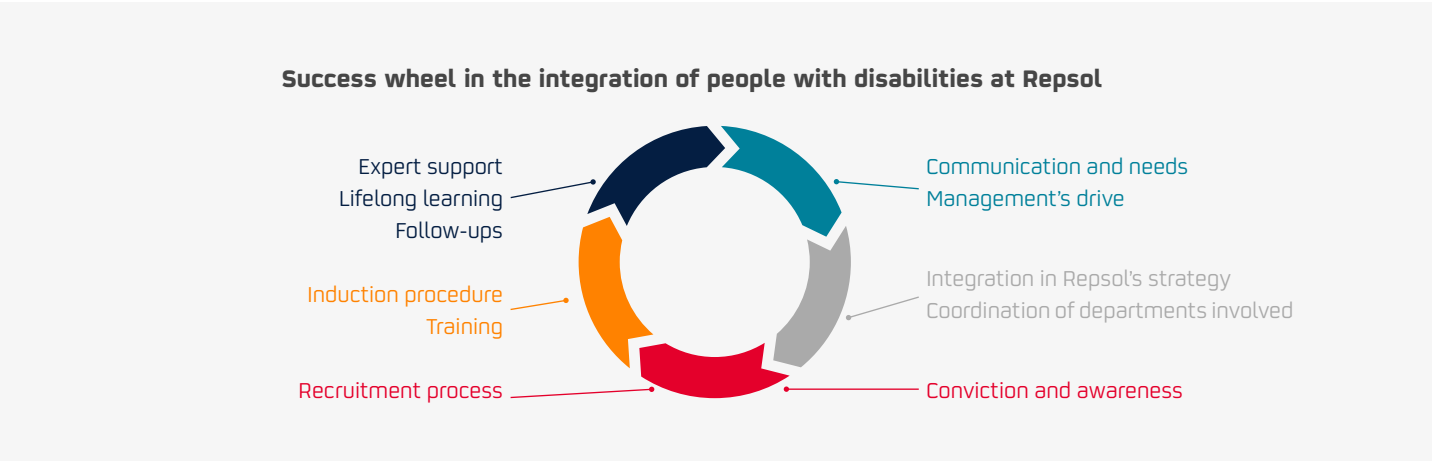 Success wheel in the integration of people with disabilities at Repsol
Expert support
Lifelong learning
Follow-ups
Induction procedure
Training
Recruitment process
Communication and needs
Management’s drive
Integration in Repsol’s strategy
Coordination of departments involved
Conviction and awareness